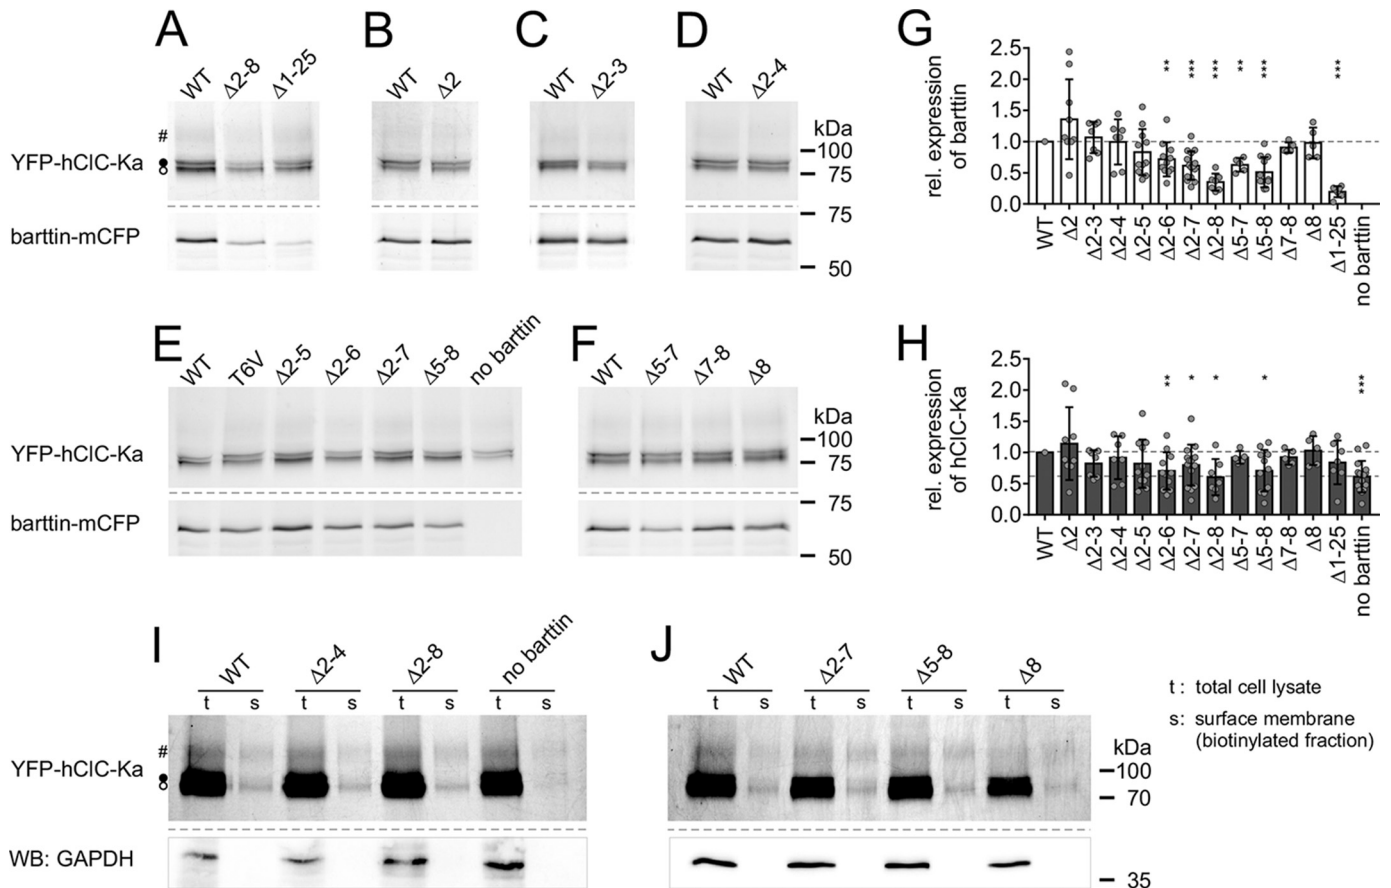 A
B
C
D
WT Δ2-8 Δ1-25
WT Δ2
WT Δ2-3
WT Δ2-4
#
YFP-hClC-Ka
barttin-mCFP
kDa
100
75
75
50
G
rel. expression
of barttin
2.5
2.0
1.5
1.0
0.5
0.0
** *** *** ** *** ***
WT Δ2 Δ2-3 Δ2-4 Δ2-5 Δ2-6 Δ2-7 Δ2-8 Δ5-7 Δ5-8 Δ7-8 Δ8 Δ1-25 no barttin
E
F
WT T6V Δ2-5 Δ2-6 Δ2-7 Δ5-8 no barttin
WT Δ5-7 Δ7-8 Δ8
YFP-hClC-Ka
barttin-mCFP
kDa
100
75
75
50
H
rel. expression
of hClC-Ka
2.5
2.0
1.5
1.0
0.5
0.0
** * * * ***
WT Δ2 Δ2-3 Δ2-4 Δ2-5 Δ2-6 Δ2-7 Δ2-8 Δ5-7 Δ5-8 Δ7-8 Δ8 Δ1-25 no barttin
I
WT Δ2-4 Δ2-8 no barttin
t s t s t s t s
#
YFP-hClC-Ka
WB: GAPDH
J
WT Δ2-7 Δ5-8 Δ8
t s t s t s t s
kDa
100
70
35
t : total cell lysate
s: surface membrane
(biotinylated fraction)